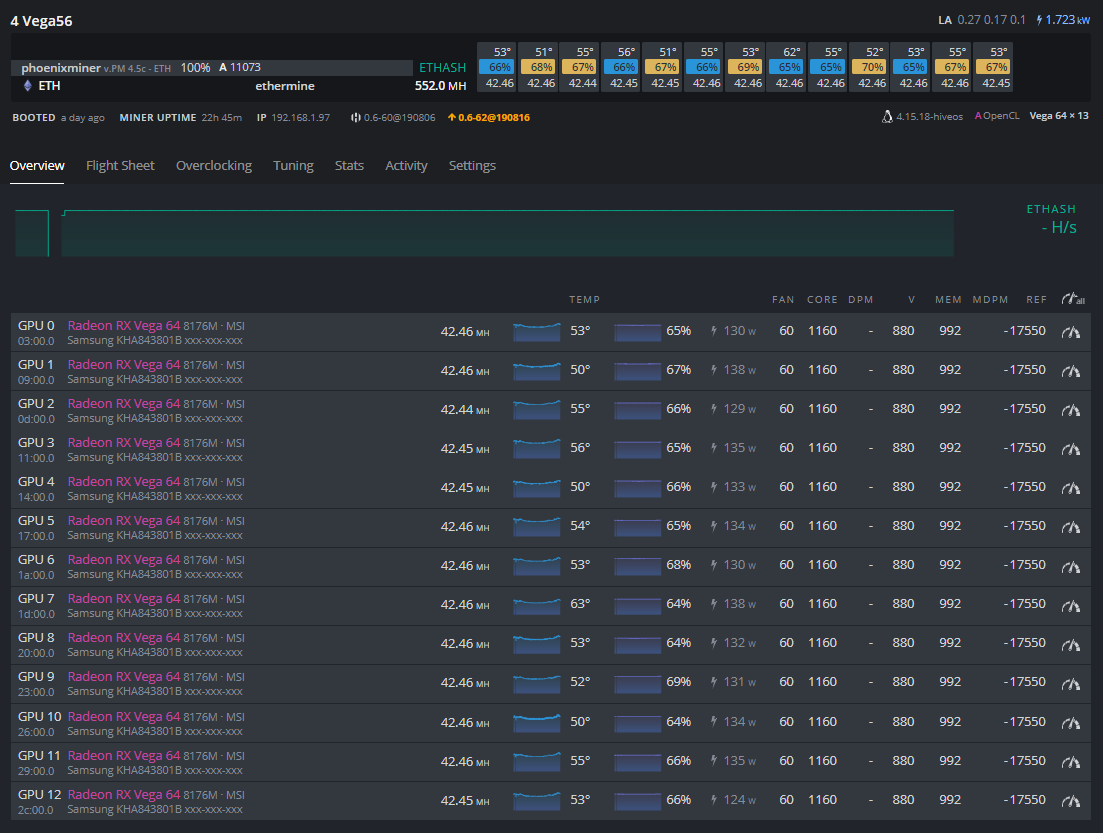 4 Vega56
LA 0.27 0.17 0.1 1.723 kW
53° 51° 55° 56° 51° 55° 53° 62° 55° 52° 53° 55° 53°
phoenixminer v.PM 4.5c - ETH 100% A 11073 ETHASH 66% 68% 67% 66% 67% 66% 69% 65% 65% 70% 65% 67% 67%
ETH ethermine 552.0 MH 42.46 42.46 42.44 42.45 42.45 42.46 42.46 42.46 42.46 42.46 42.46 42.46 42.45
BOOTED a day ago MINER UPTIME 22h 45m IP 192.168.1.97 0.6-60@190806 0.6-62@190816 4.15.18-hiveos A OpenCL Vega 64 × 13
Overview Flight Sheet Overclocking Tuning Stats Activity Settings
ETHASH
- H/s
TEMP FAN CORE DPM V MEM MDPM REF all
GPU 0 Radeon RX Vega 64 8176M · MSI
03:00.0 Samsung KHA843801B xxx-xxx-xxx
42.46 MH 53° 65% 130 W 60 1160 - 880 992 -17550
GPU 1 Radeon RX Vega 64 8176M · MSI
09:00.0 Samsung KHA843801B xxx-xxx-xxx
42.46 MH 50° 67% 138 W 60 1160 - 880 992 -17550
GPU 2 Radeon RX Vega 64 8176M · MSI
0d:00.0 Samsung KHA843801B xxx-xxx-xxx
42.44 MH 55° 66% 129 W 60 1160 - 880 992 -17550
GPU 3 Radeon RX Vega 64 8176M · MSI
11:00.0 Samsung KHA843801B xxx-xxx-xxx
42.45 MH 56° 65% 135 W 60 1160 - 880 992 -17550
GPU 4 Radeon RX Vega 64 8176M · MSI
14:00.0 Samsung KHA843801B xxx-xxx-xxx
42.45 MH 50° 66% 133 W 60 1160 - 880 992 -17550
GPU 5 Radeon RX Vega 64 8176M · MSI
17:00.0 Samsung KHA843801B xxx-xxx-xxx
42.46 MH 54° 65% 134 W 60 1160 - 880 992 -17550
GPU 6 Radeon RX Vega 64 8176M · MSI
1a:00.0 Samsung KHA843801B xxx-xxx-xxx
42.46 MH 53° 68% 130 W 60 1160 - 880 992 -17550
GPU 7 Radeon RX Vega 64 8176M · MSI
1d:00.0 Samsung KHA843801B xxx-xxx-xxx
42.46 MH 63° 64% 138 W 60 1160 - 880 992 -17550
GPU 8 Radeon RX Vega 64 8176M · MSI
20:00.0 Samsung KHA843801B xxx-xxx-xxx
42.46 MH 53° 64% 132 W 60 1160 - 880 992 -17550
GPU 9 Radeon RX Vega 64 8176M · MSI
23:00.0 Samsung KHA843801B xxx-xxx-xxx
42.46 MH 52° 69% 131 W 60 1160 - 880 992 -17550
GPU 10 Radeon RX Vega 64 8176M · MSI
26:00.0 Samsung KHA843801B xxx-xxx-xxx
42.46 MH 50° 64% 134 W 60 1160 - 880 992 -17550
GPU 11 Radeon RX Vega 64 8176M · MSI
29:00.0 Samsung KHA843801B xxx-xxx-xxx
42.46 MH 55° 66% 135 W 60 1160 - 880 992 -17550
GPU 12 Radeon RX Vega 64 8176M · MSI
2c:00.0 Samsung KHA843801B xxx-xxx-xxx
42.45 MH 53° 66% 124 W 60 1160 - 880 992 -17550